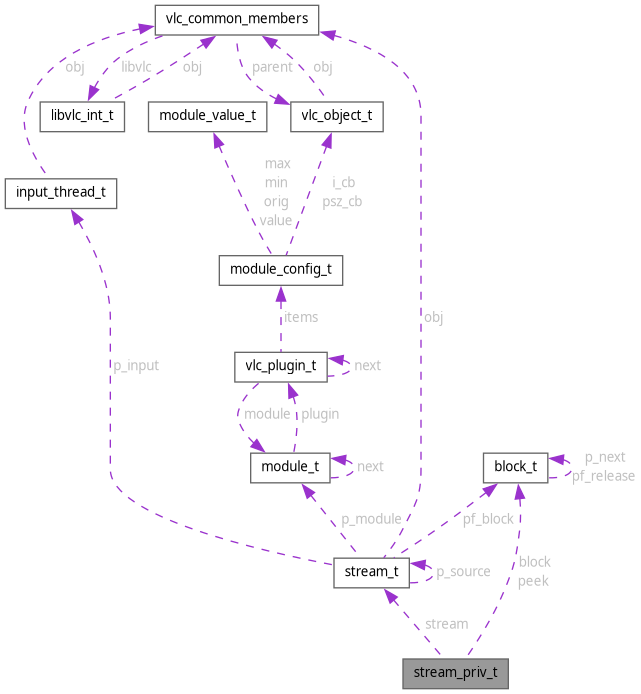 vlc_common_members
obj
libvlc
obj
parent
obj
libvlc_int_t
module_value_t
vlc_object_t
max
min
orig
value
i_cb
psz_cb
input_thread_t
module_config_t
items
obj
p_input
vlc_plugin_t
next
module
plugin
module_t
next
block_t
p_next
pf_release
p_module
pf_block
stream_t
p_source
block
peek
stream
stream_priv_t